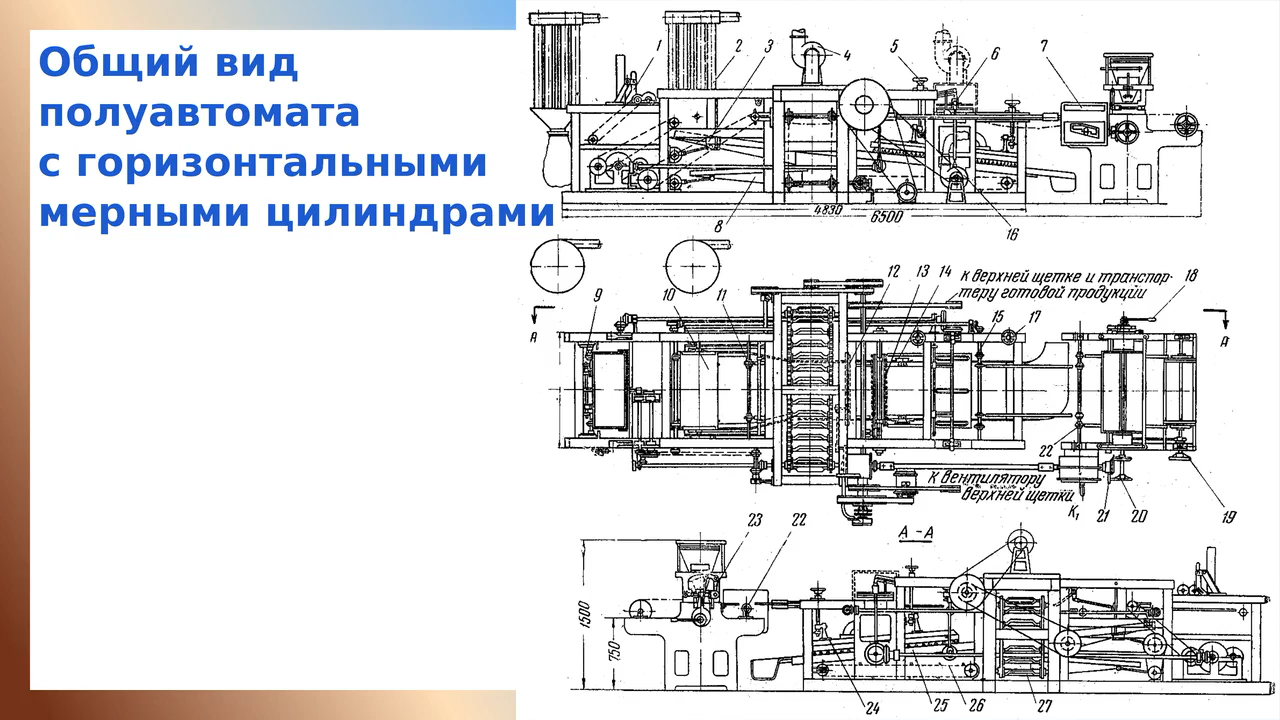 Общий вид
полуавтомата
с горизонтальными
мерными цилиндрами
1 2 3 4 5 6 7
4830
6500
8 16
9 10 11 12 13 14 15 17 18
к верхней щетке и транспор-
теру готовой продукции
А А
22
К вентилятору
верхней щетки
К₁ 21 20 19
А - А
23 22
1500
750
24 25 26 27